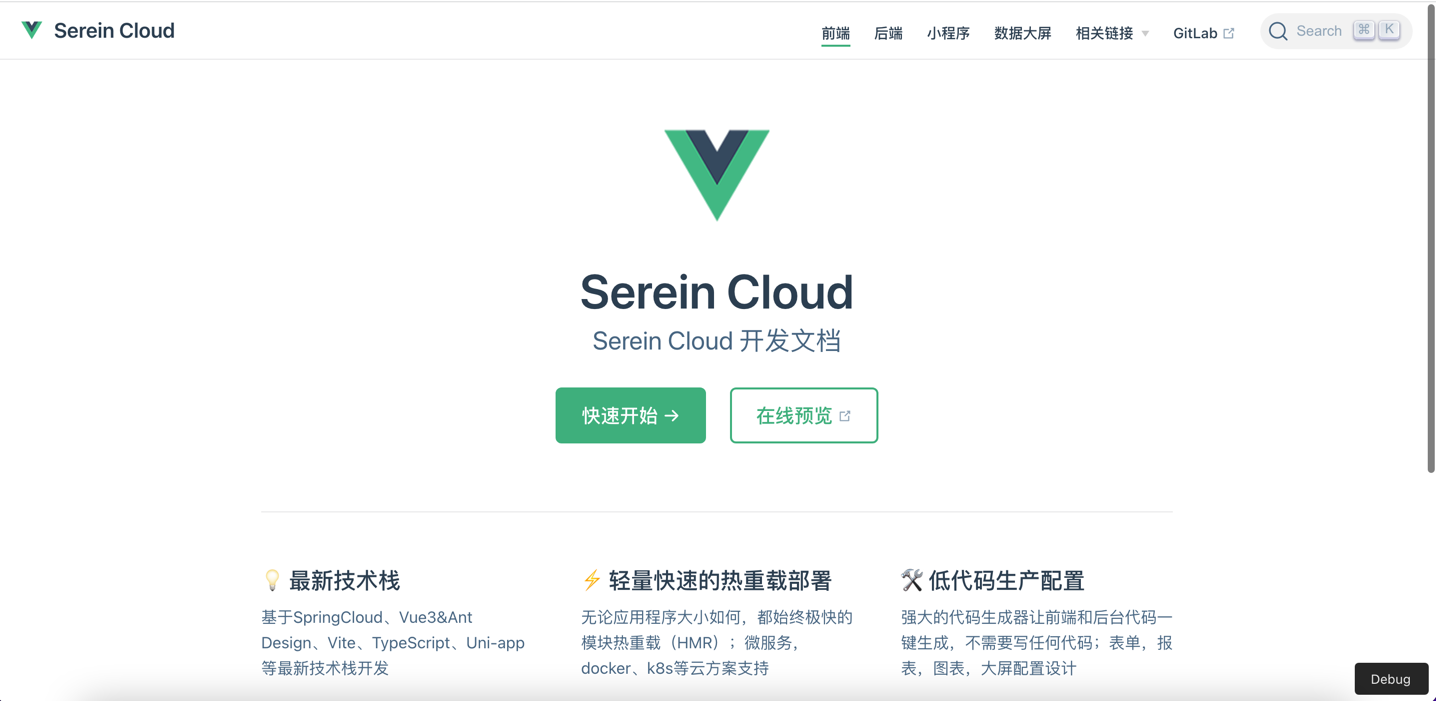 Serein Cloud
前端 后端 小程序 数据大屏 相关链接 GitLab Search ⌘ K
Serein Cloud
Serein Cloud 开发文档
快速开始 → 在线预览
💡 最新技术栈
基于SpringCloud、Vue3&Ant
Design、Vite、TypeScript、Uni-app
等最新技术栈开发
⚡ 轻量快速的热重载部署
无论应用程序大小如何，都始终极快的
模块热重载（HMR）；微服务，
docker、k8s等云方案支持
🛠 低代码生产配置
强大的代码生成器让前端和后台代码一
键生成，不需要写任何代码；表单，报
表，图表，大屏配置设计
Debug